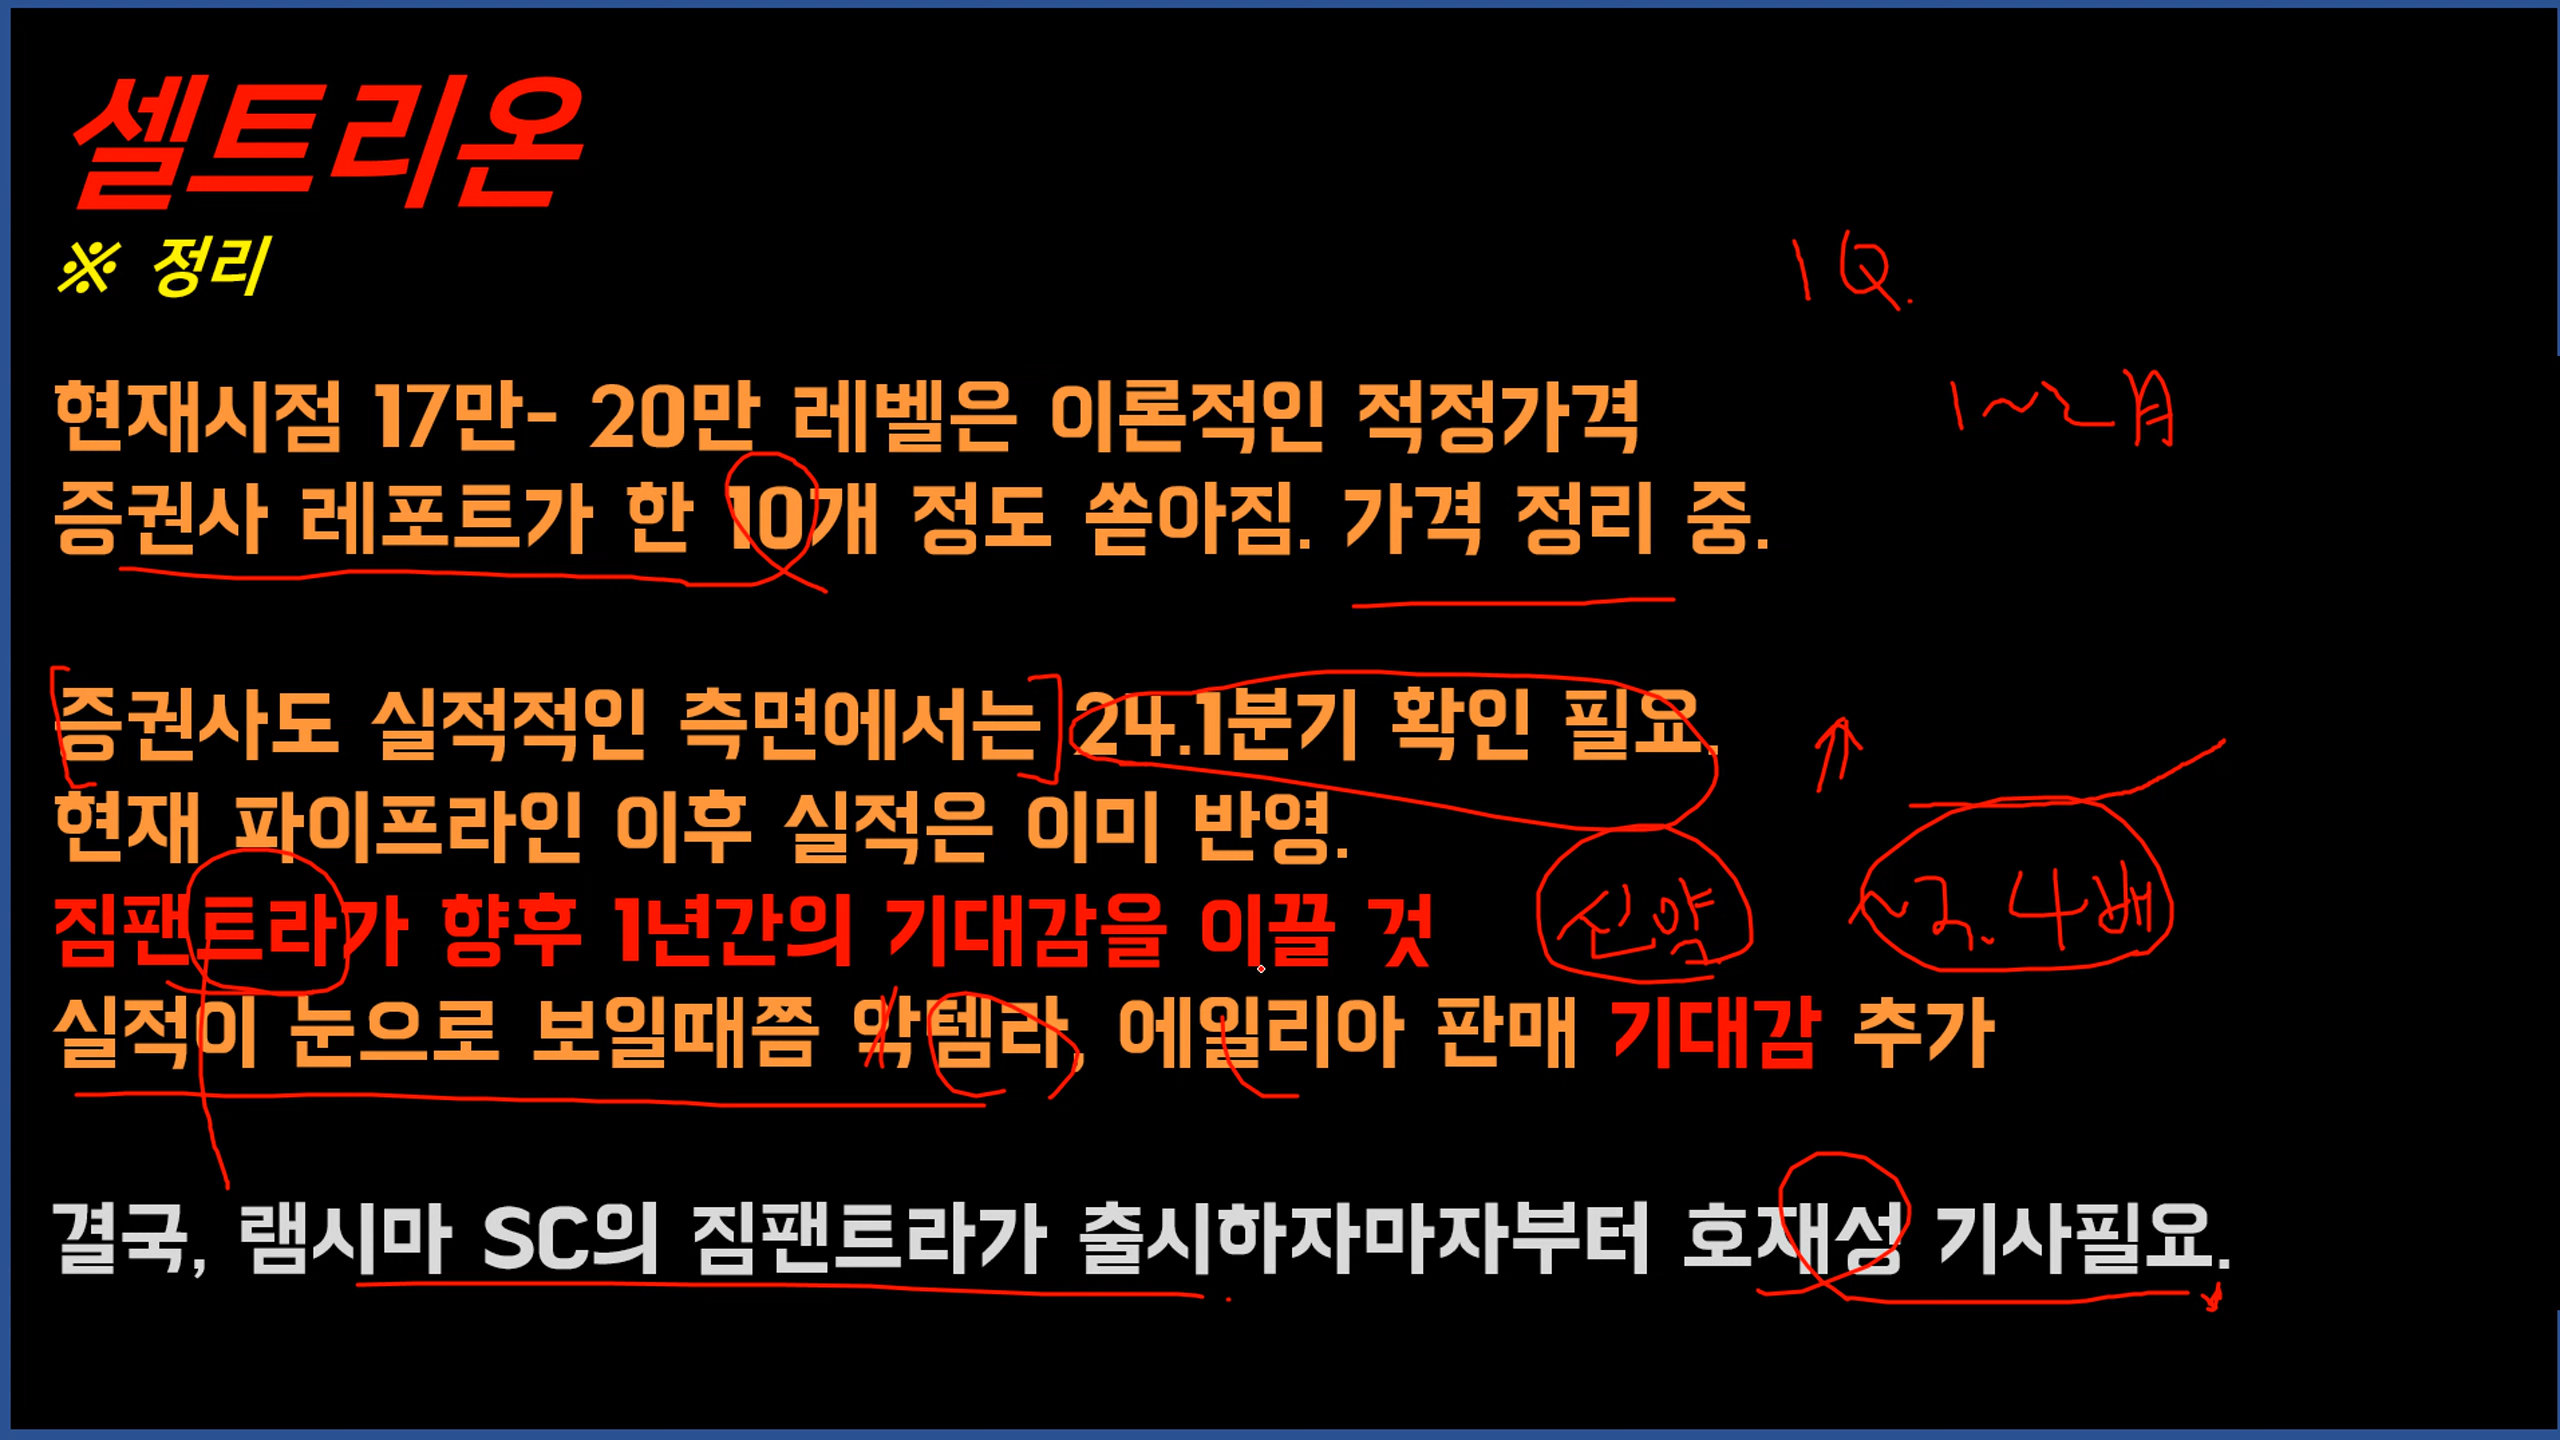 셀트리온
※ 정리
1Q.
현재시점 17만- 20만 레벨은 이론적인 적정가격
1~2月
증권사 레포트가 한 10개 정도 쏟아짐. 가격 정리 중.
증권사도 실적적인 측면에서는 24.1분기 확인 필요.
현재 파이프라인 이후 실적은 이미 반영.
짐팬트라가 향후 1년간의 기대감을 이끌 것
신약
2.4배
실적이 눈으로 보일때쯤 악템라, 에일리아 판매 기대감 추가
결국, 램시마 SC의 짐팬트라가 출시하자마자부터 호재성 기사필요.